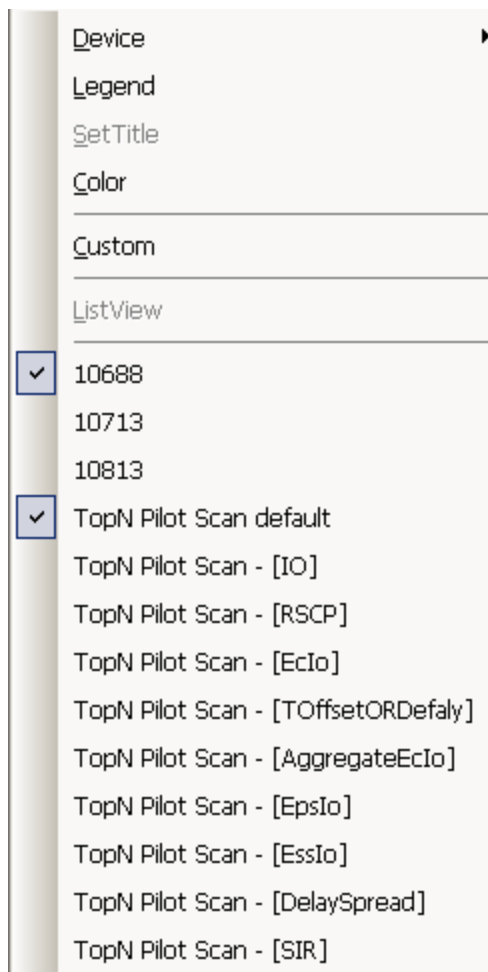 Device
Legend
SetTitle
Color
Custom
ListView
10688
10713
10813
TopN Pilot Scan default
TopN Pilot Scan - [IO]
TopN Pilot Scan - [RSCP]
TopN Pilot Scan - [EcIo]
TopN Pilot Scan - [TOffsetORDefaly]
TopN Pilot Scan - [AggregateEcIo]
TopN Pilot Scan - [EpsIo]
TopN Pilot Scan - [EssIo]
TopN Pilot Scan - [DelaySpread]
TopN Pilot Scan - [SIR]